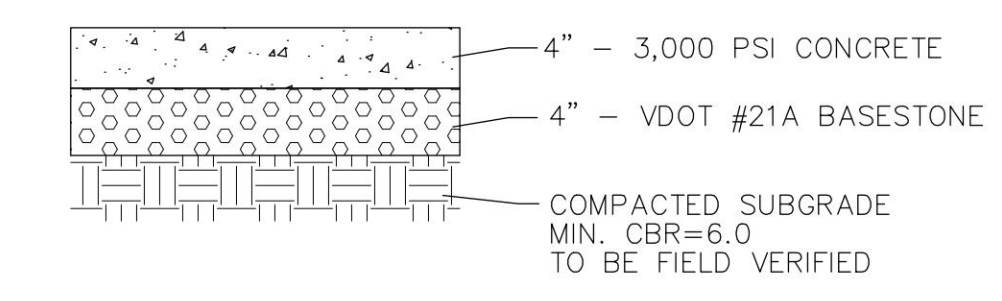 4” – 3,000 PSI CONCRETE
4” – VDOT #21A BASESTONE
COMPACTED SUBGRADE
MIN. CBR=6.0
TO BE FIELD VERIFIED